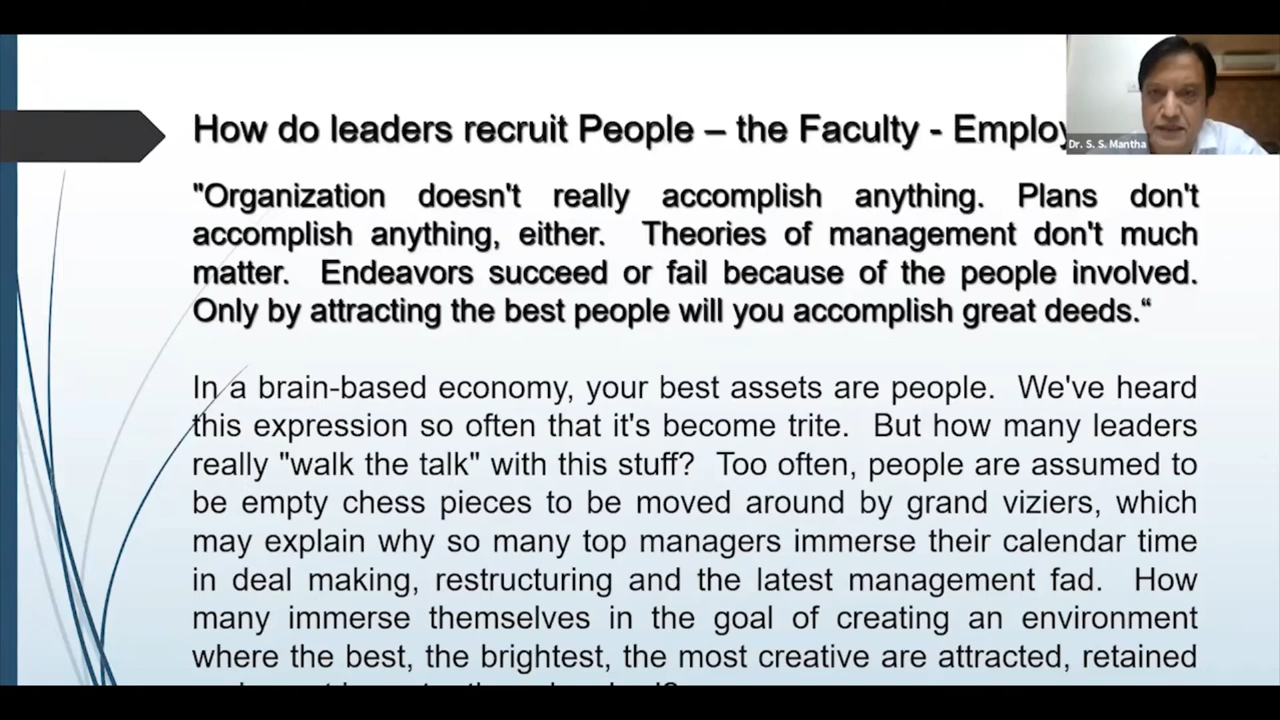 How do leaders recruit People – the Faculty - Employ
Dr. S. S. Mantha
"Organization doesn't really accomplish anything. Plans don't
accomplish anything, either. Theories of management don't much
matter. Endeavors succeed or fail because of the people involved.
Only by attracting the best people will you accomplish great deeds.“
In a brain-based economy, your best assets are people. We've heard
this expression so often that it's become trite. But how many leaders
really "walk the talk" with this stuff? Too often, people are assumed to
be empty chess pieces to be moved around by grand viziers, which
may explain why so many top managers immerse their calendar time
in deal making, restructuring and the latest management fad. How
many immerse themselves in the goal of creating an environment
where the best, the brightest, the most creative are attracted, retained